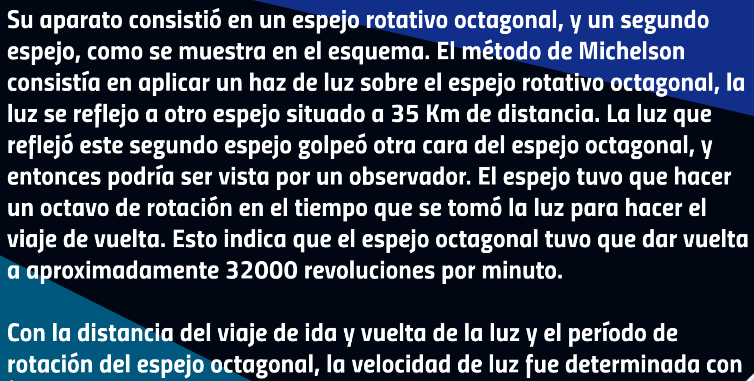 Su aparato consistió en un espejo rotativo octagonal, y un segundo
espejo, como se muestra en el esquema. El método de Michelson
consistía en aplicar un haz de luz sobre el espejo rotativo octagonal, la
luz se reflejo a otro espejo situado a 35 Km de distancia. La luz que
reflejó este segundo espejo golpeó otra cara del espejo octagonal, y
entonces podría ser vista por un observador. El espejo tuvo que hacer
un octavo de rotación en el tiempo que se tomó la luz para hacer el
viaje de vuelta. Esto indica que el espejo octagonal tuvo que dar vuelta
a aproximadamente 32000 revoluciones por minuto.
Con la distancia del viaje de ida y vuelta de la luz y el período de
rotación del espejo octagonal, la velocidad de luz fue determinada con